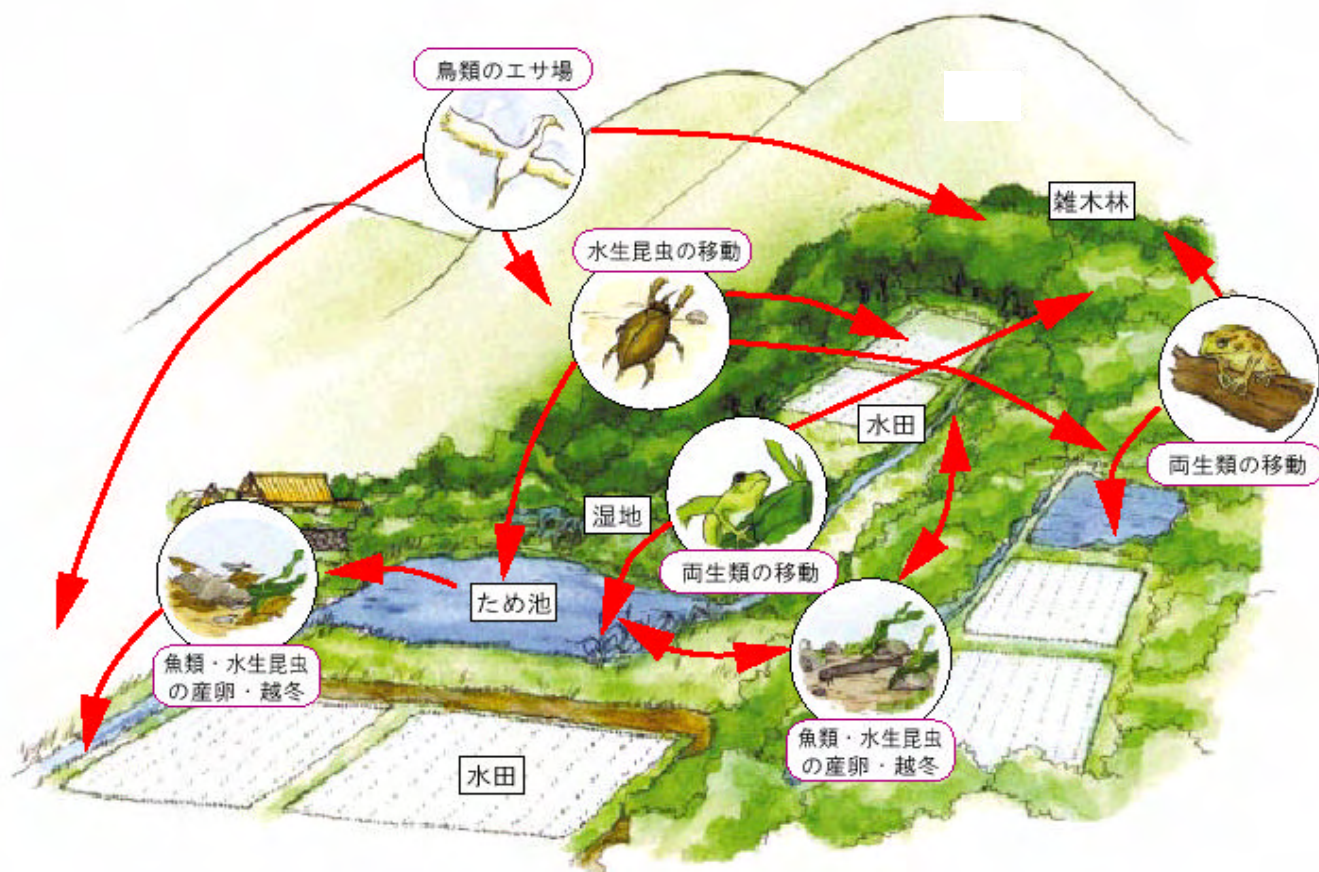 鳥類のエサ場
雑木林
水生昆虫の移動
水田
両生類の移動
湿地
両生類の移動
ため池
魚類・水生昆虫
の産卵・越冬
魚類・水生昆虫
の産卵・越冬
水田